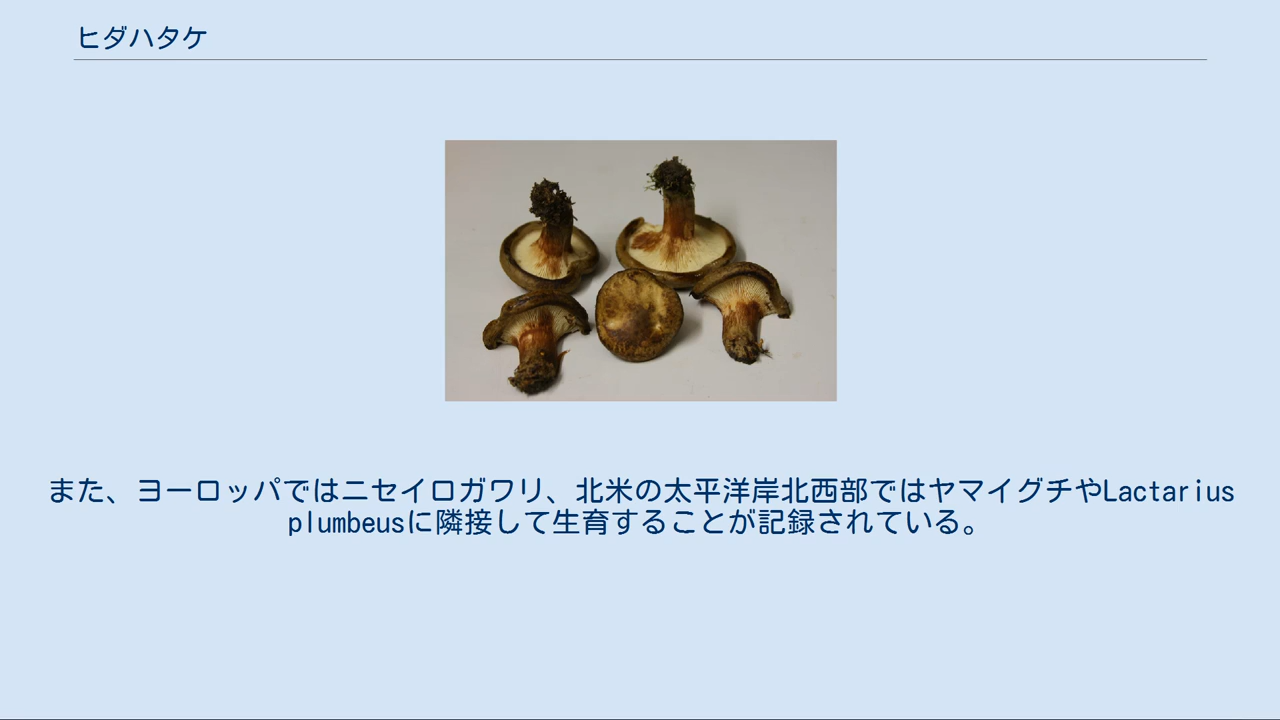 ヒダハタケ
また、ヨーロッパではニセイロガワリ、北米の太平洋岸北西部ではヤマイグチやLactarius
plumbeusに隣接して生育することが記録されている。